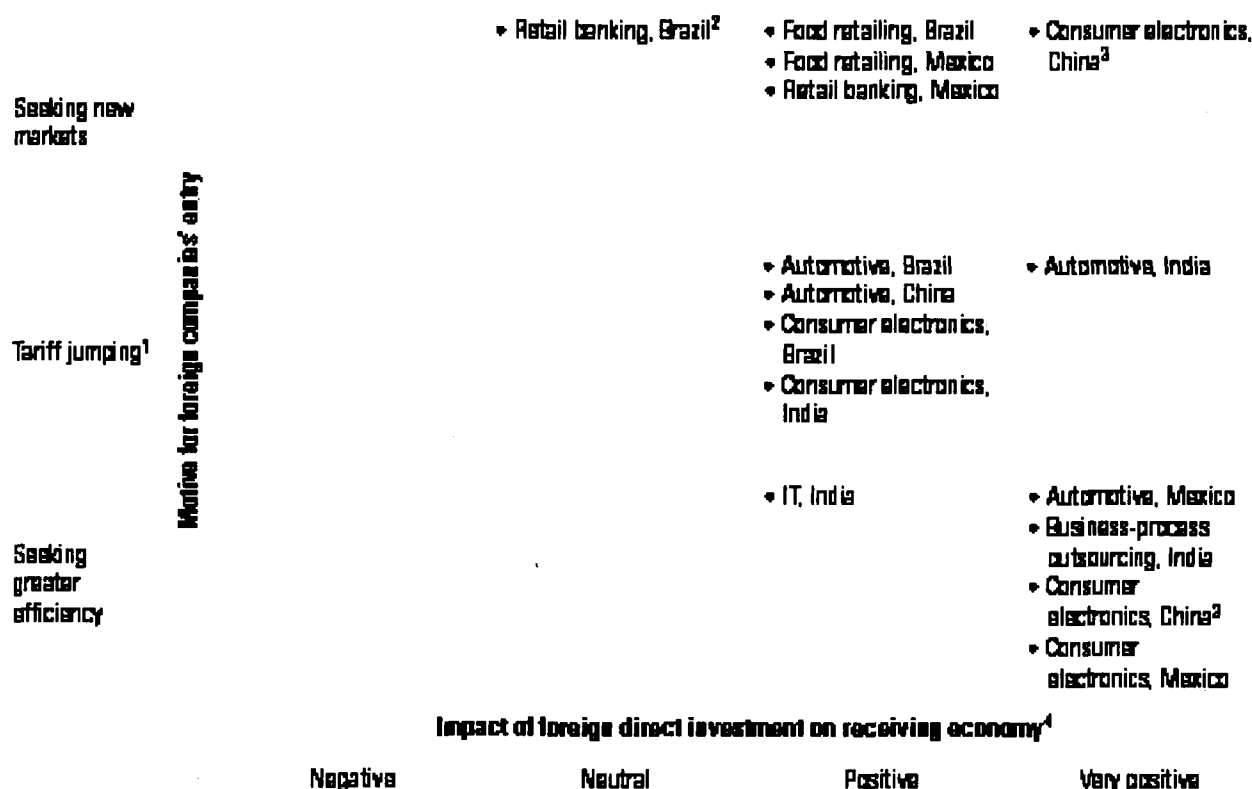 • Retail banking, Brazil²
• Food retailing, Brazil
• Food retailing, Mexico
• Retail banking, Mexico
• Consumer electronics,
China³
Seeking new
markets
Motive for foreign companies' entry
• Automotive, Brazil
• Automotive, China
• Consumer electronics,
Brazil
• Consumer electronics,
India
• Automotive, India
Tariff jumping¹
• IT, India
• Automotive, Mexico
• Business-process
outsourcing, India
• Consumer
electronics, China³
• Consumer
electronics, Mexico
Seeking
greater
efficiency
Impact of foreign direct investment on receiving economy⁴
Negative
Neutral
Positive
Very positive